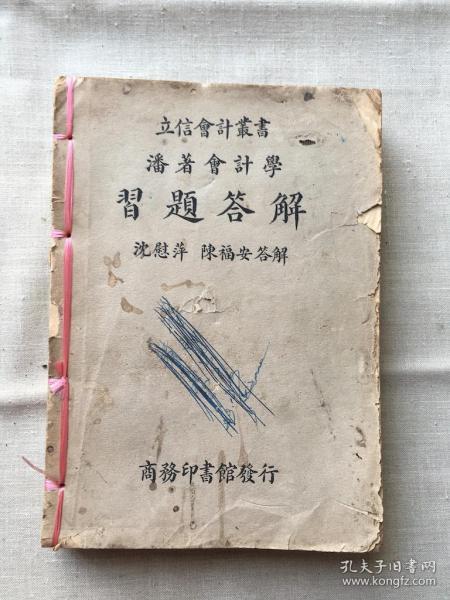 立信會計叢書
潘著會計學
習題答解
沈慰萍 陳福安答解
商務印書館發行
孔夫子旧书网
www.kongfz.com